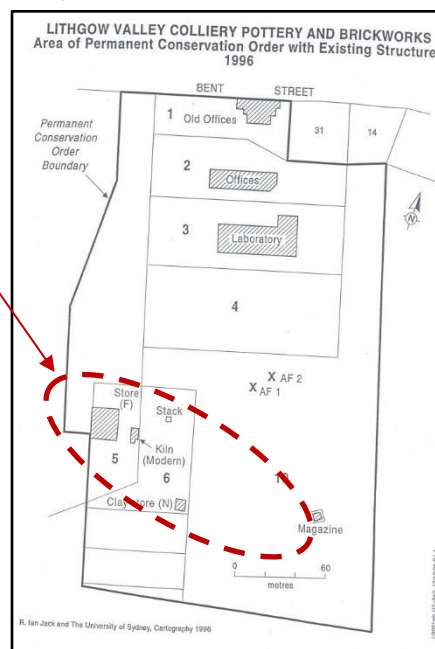 LITHGOW VALLEY COLLIERY POTTERY AND BRICKWORKS
Area of Permanent Conservation Order with Existing Structure
1996
BENT STREET
1 Old Offices
31
14
Permanent
Conservation
Order
Boundary
2
Offices
N
3
Laboratory
4
X AF 2
X AF 1
Store
(F)
Stack
Kiln
(Modern)
5
6
10
Clay store (N)
Magazine
0 60
metres
R. Ian Jack and The University of Sydney, Cartography 1996